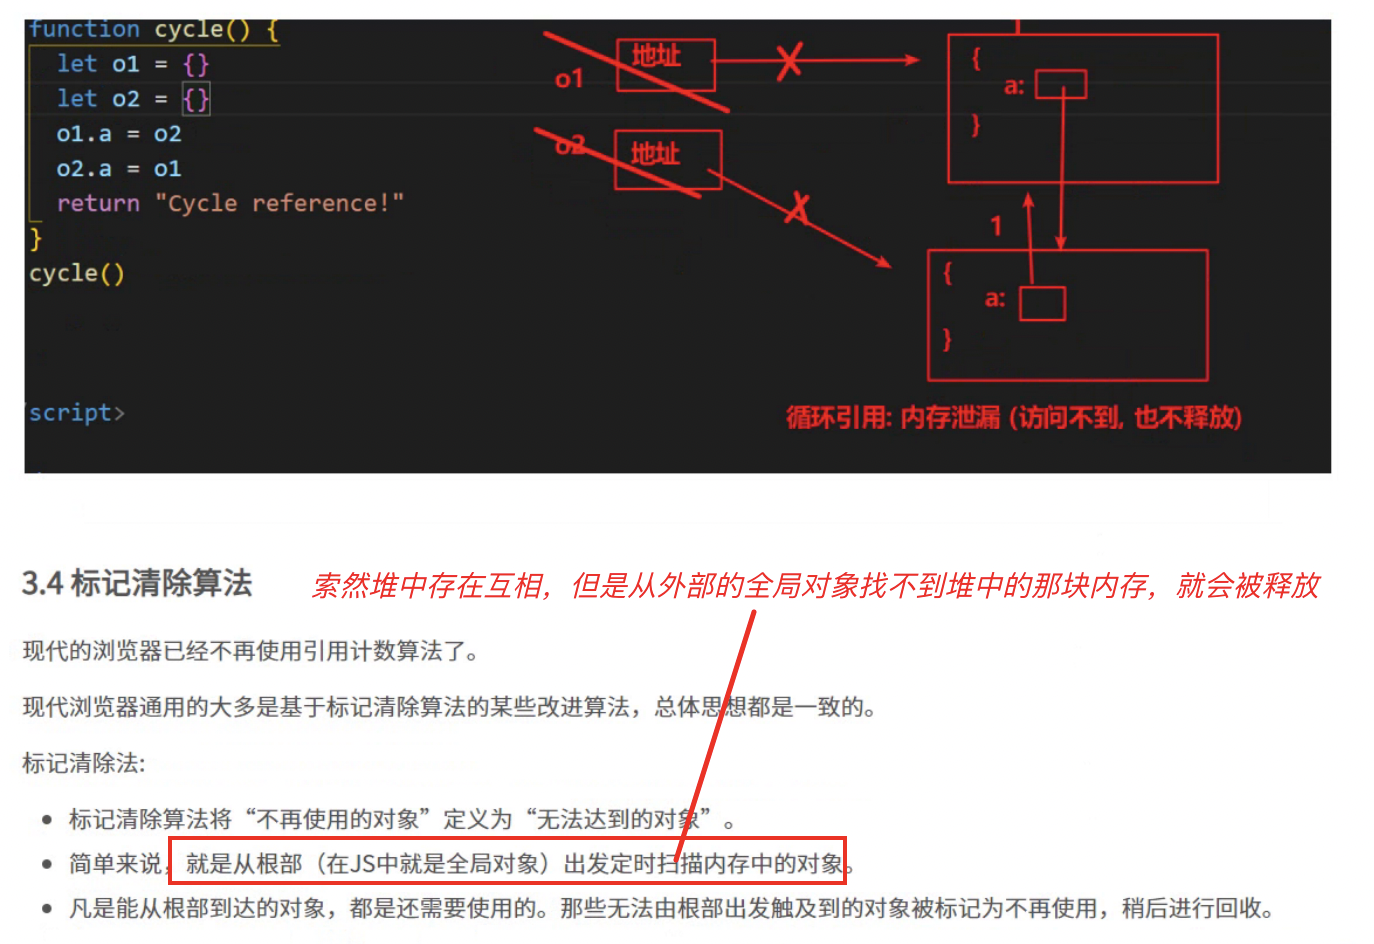 function cycle() {
let o1 = {}
let o2 = {}
o1.a = o2
o2.a = o1
return "Cycle reference!"
}
cycle()
script>
o1
地址
o2
地址
1
{
a:
}
1
{
a:
}
循环引用: 内存泄漏 (访问不到, 也不释放)
3.4 标记清除算法
索然堆中存在互相，但是从外部的全局对象找不到堆中的那块内存，就会被释放
现代的浏览器已经不再使用引用计数算法了。
现代浏览器通用的大多是基于标记清除算法的某些改进算法，总体思想都是一致的。
标记清除法:
• 标记清除算法将“不再使用的对象”定义为“无法达到的对象”。
• 简单来说，就是从根部（在JS中就是全局对象）出发定时扫描内存中的对象。
• 凡是能从根部到达的对象，都是还需要使用的。那些无法由根部出发触及到的对象被标记为不再使用，稍后进行回收。